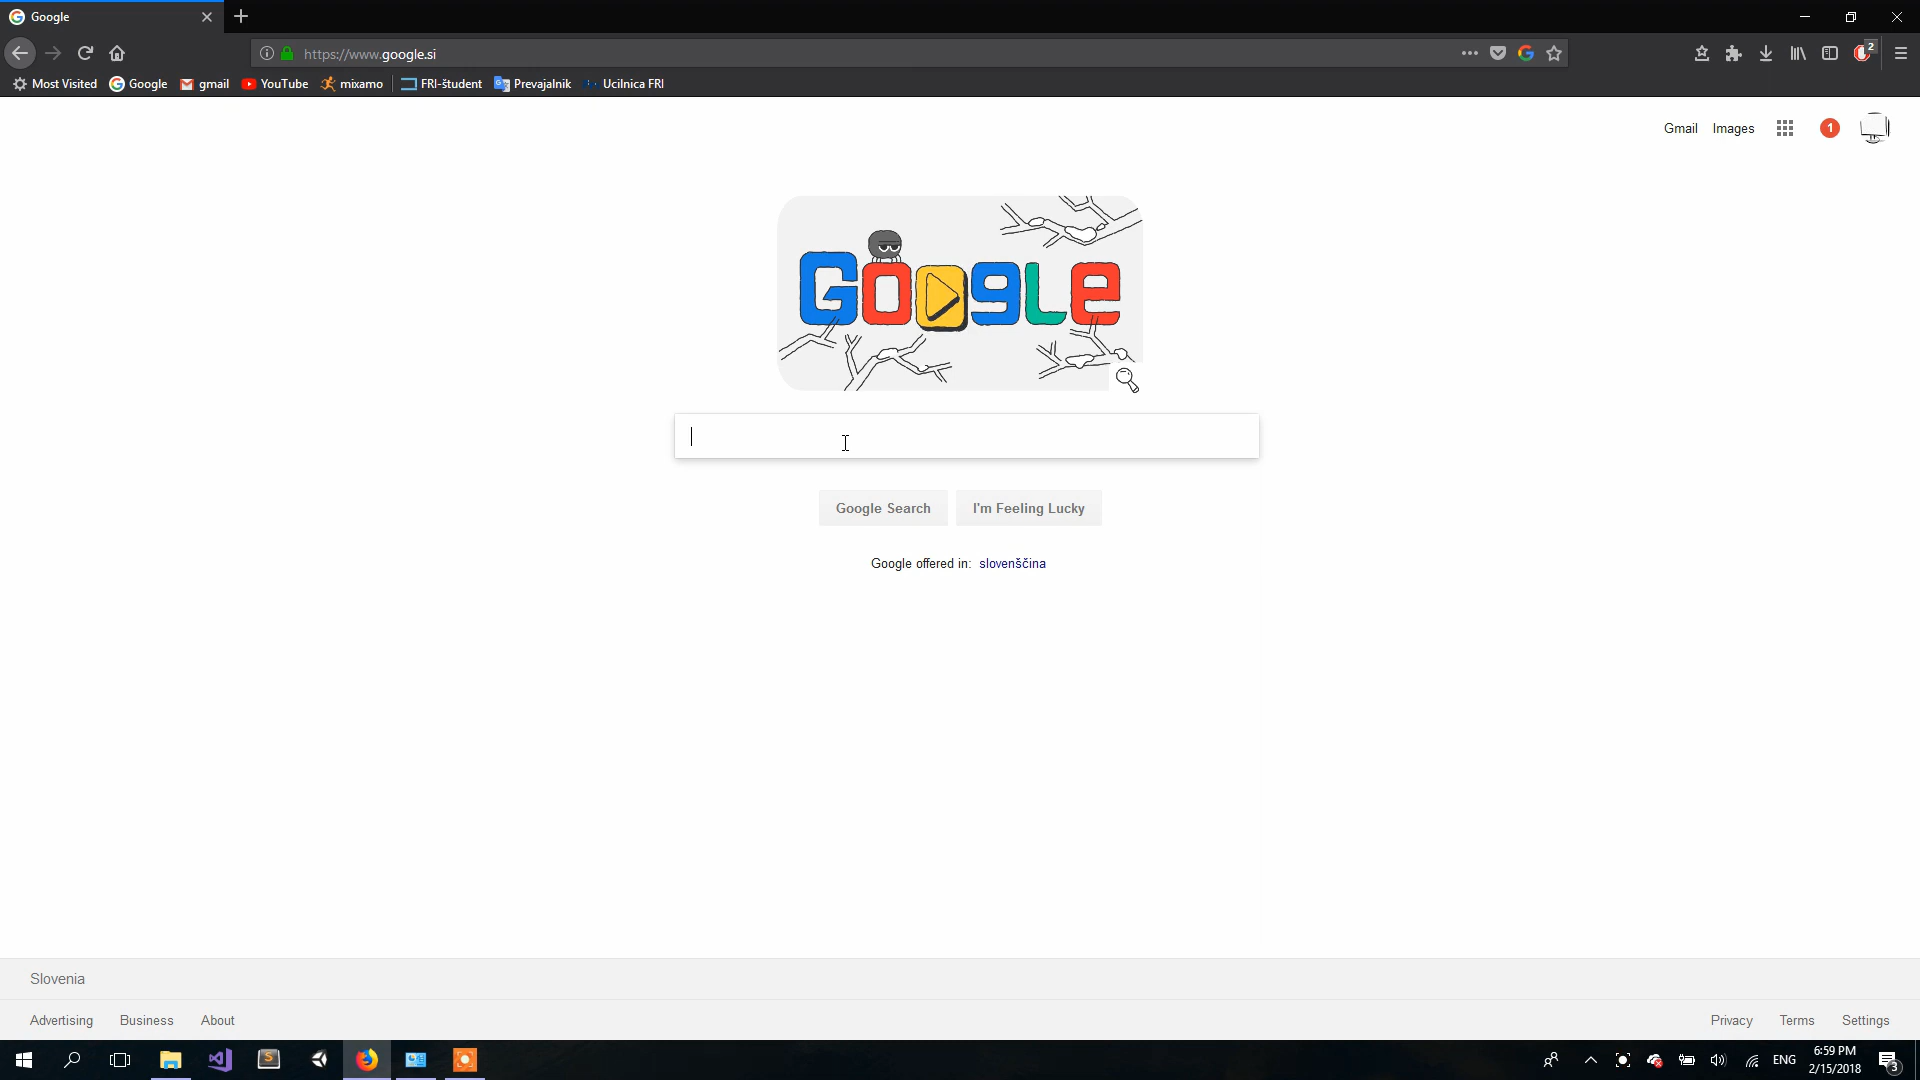 Google
https://www.google.si
2
Most Visited Google gmail YouTube mixamo FRI-študent Prevajalnik Ucilnica FRI
Gmail Images 1
Google
Google Search I'm Feeling Lucky
Google offered in: slovenščina
Slovenia
Advertising Business About Privacy Terms Settings
ENG 6:59 PM
2/15/2018 3